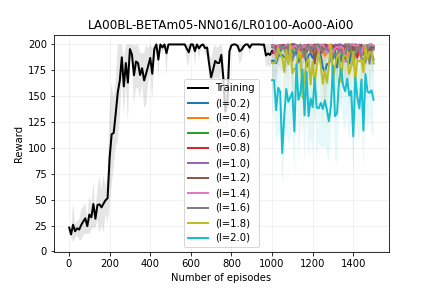 LA00BL-BETAm05-NN016/LR0100-Ao00-Ai00
Reward
200
175
150
125
100
75
50
25
0
Training
(l=0.2)
(l=0.4)
(l=0.6)
(l=0.8)
(l=1.0)
(l=1.2)
(l=1.4)
(l=1.6)
(l=1.8)
(l=2.0)
0 200 400 600 800 1000 1200 1400
Number of episodes